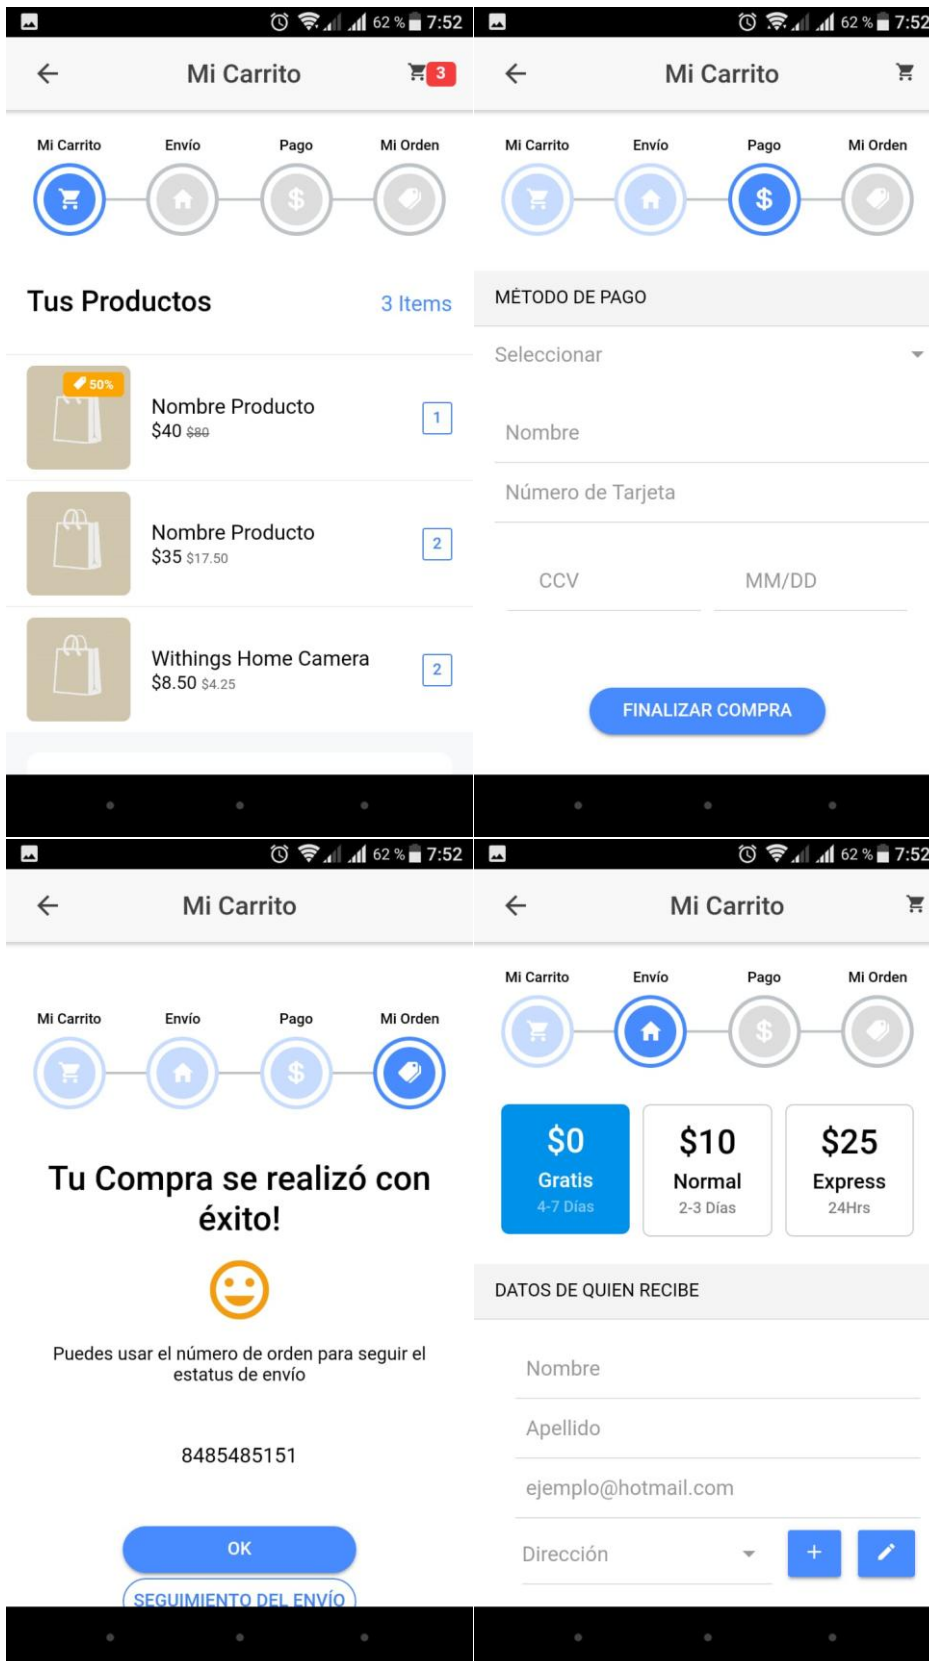 62 % 7:52
Mi Carrito 3
Mi Carrito Envío Pago Mi Orden
$
Tus Productos 3 Items
50%
Nombre Producto 1
$40 $80
Nombre Producto 2
$35 $17.50
Withings Home Camera 2
$8.50 $4.25
62 % 7:52
Mi Carrito
Mi Carrito Envío Pago Mi Orden
$
MÉTODO DE PAGO
Seleccionar
Nombre
Número de Tarjeta
CCV MM/DD
FINALIZAR COMPRA
62 % 7:52
Mi Carrito
Mi Carrito Envío Pago Mi Orden
$
Tu Compra se realizó con
éxito!
Puedes usar el número de orden para seguir el
estatus de envío
8485485151
OK
SEGUIMIENTO DEL ENVÍO
62 % 7:52
Mi Carrito
Mi Carrito Envío Pago Mi Orden
$
$0 $10 $25
Gratis Normal Express
4-7 Días 2-3 Días 24Hrs
DATOS DE QUIEN RECIBE
Nombre
Apellido
ejemplo@hotmail.com
Dirección +